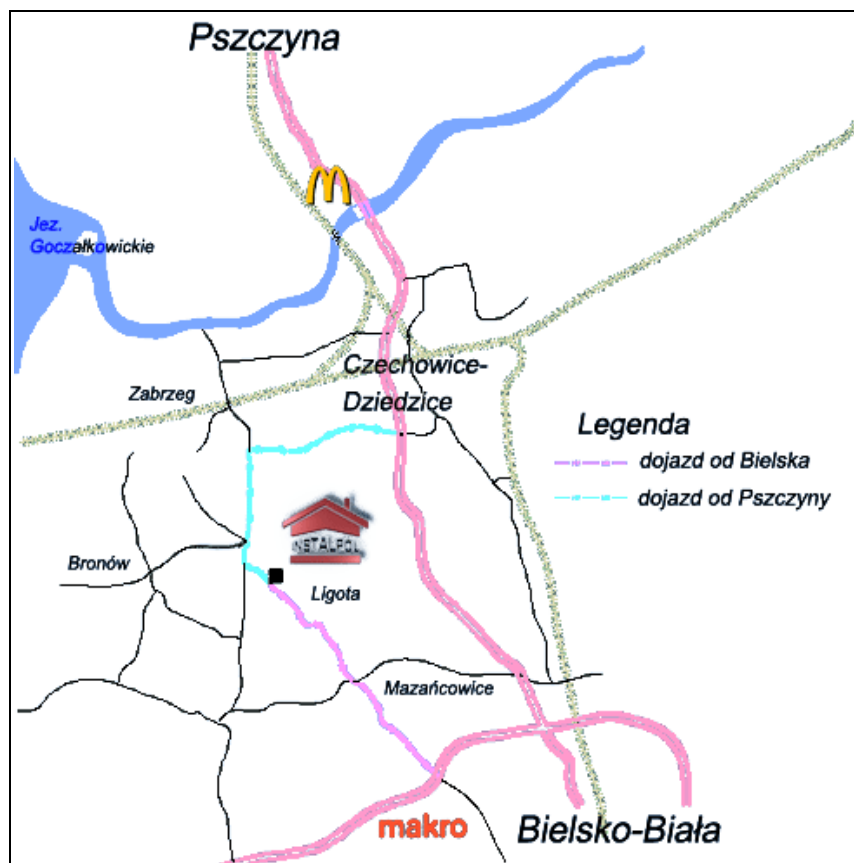 Pszczyna
Jez.
Goczałkowickie
Czechowice-
Dziedzice
Zabrzeg
Legenda
dojazd od Bielska
dojazd od Pszczyny
INSTALPOL
Bronów
Ligota
Mazańcowice
makro
Bielsko-Biała